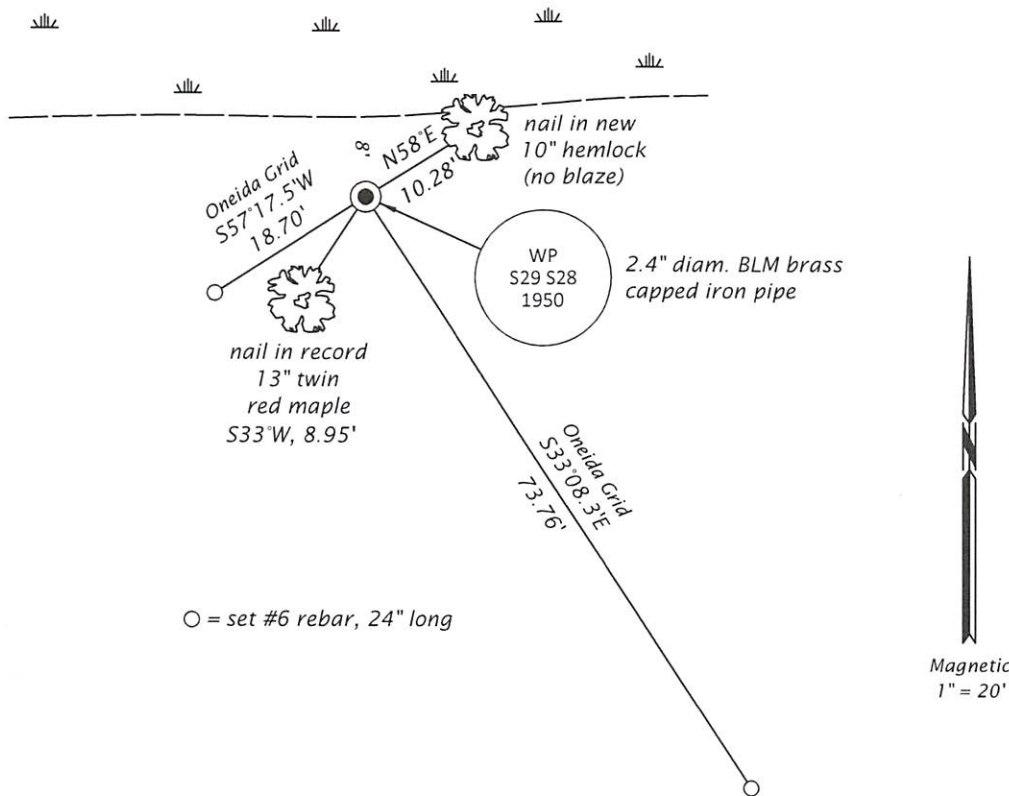 nail in new
10" hemlock
(no blaze)
8'
N58°E
10.28'
Oneida Grid
S57°17.5'W
18.70'
WP
S29 S28
1950
2.4" diam. BLM brass
capped iron pipe
nail in record
13" twin
red maple
S33°W, 8.95'
Oneida Grid
S33°08.3'E
73.76'
O = set #6 rebar, 24" long
N
Magnetic
1" = 20'